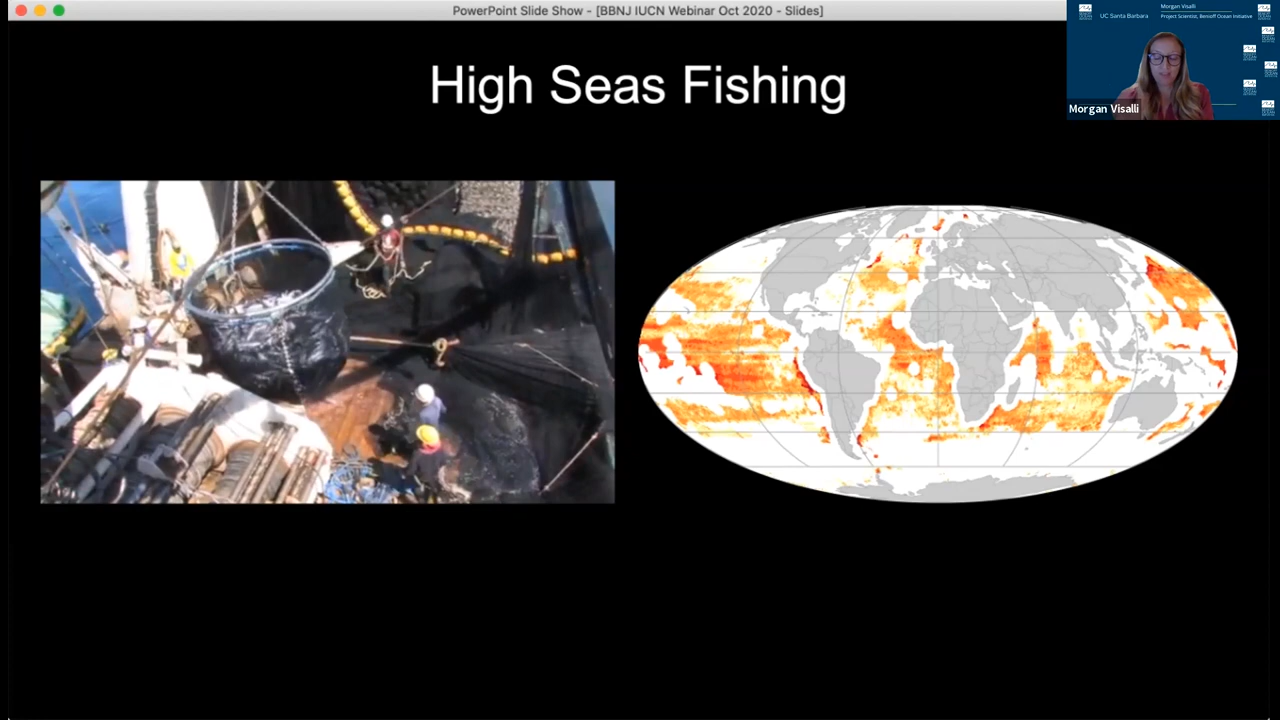 PowerPoint Slide Show - [BBNJ IUCN Webinar Oct 2020 - Slides]
High Seas Fishing
UC Santa Barbara
Morgan Visalli
Project Scientist, Benioff Ocean Initiative
Morgan Visalli